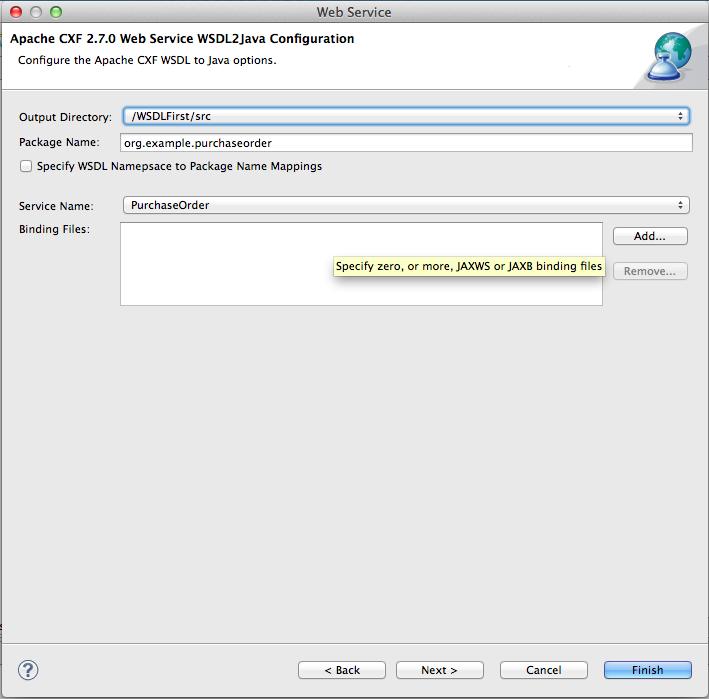 Web Service
Apache CXF 2.7.0 Web Service WSDL2Java Configuration
Configure the Apache CXF WSDL to Java options.
Output Directory: /WSDLFirst/src
Package Name: org.example.purchaseorder
Specify WSDL Namepsace to Package Name Mappings
Service Name: PurchaseOrder
Binding Files: Add...
Specify zero, or more, JAXWS or JAXB binding files
Remove...
? < Back Next > Cancel Finish